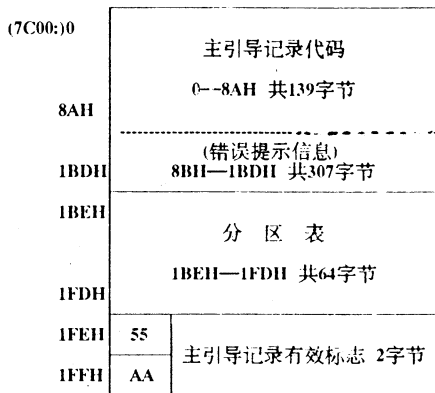 (7C00:)0
主引导记录代码
0--8AH 共139字节
8AH
(错误提示信息)
1BDH 8BH—1BDH 共307字节
1BEH
分 区 表
1BEH—1FDH 共64字节
1FDH
1FEH 55
主引导记录有效标志 2字节
1FFH AA